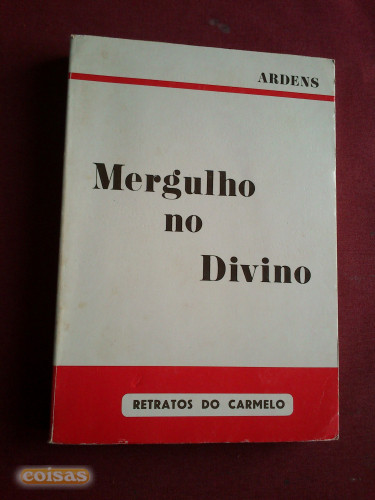 ARDENS
Mergulho
no
Divino
RETRATOS DO CARMELO
coisas